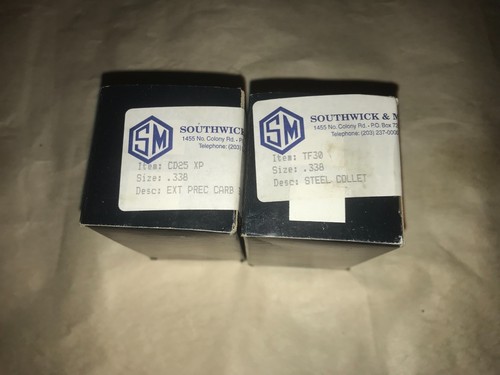 SM
SOUTHWICK
1455 No. Colony Rd. -
Telephone: (203)
Item: CD25 XP
Size: .338
Desc: EXT PREC CARB
SM
SOUTHWICK & M
1455 No. Colony Rd. - P.O. Box
Telephone: (203) 237-000
Item: TF30
Size: .338
Desc: STEEL COLLET